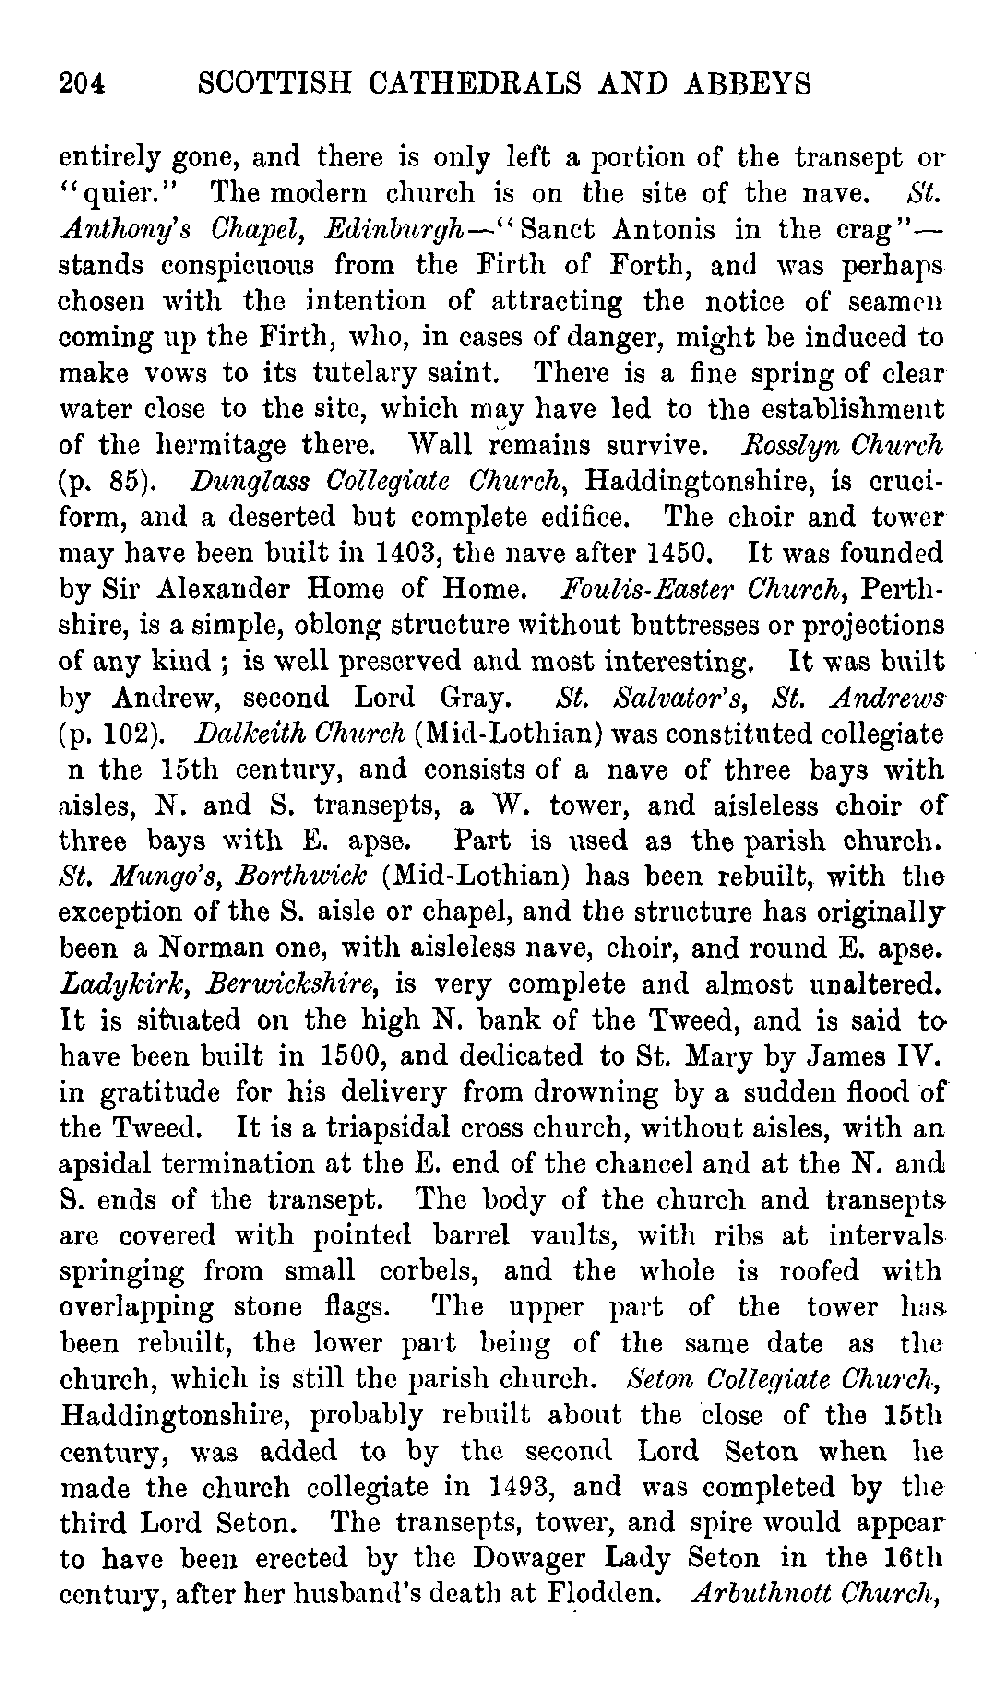 204 SCOTTISH CATHEDRALS AND ABBEYS
entirely gone, and there is only left a portion of the transept or
“quier.” The modern church is on the site of the nave. St.
Anthony's Chapel, Edinburgh—“Sanct Antonis in the crag”—
stands conspicuous from the Firth of Forth, and was perhaps
chosen with the intention of attracting the notice of seamen
coming up the Firth, who, in cases of danger, might be induced to
make vows to its tutelary saint. There is a fine spring of clear
water close to the site, which may have led to the establishment
of the hermitage there. Wall remains survive. Rosslyn Church
(p. 85). Dunglass Collegiate Church, Haddingtonshire, is cruci-
form, and a deserted but complete edifice. The choir and tower
may have been built in 1403, the nave after 1450. It was founded
by Sir Alexander Home of Home. Foulis-Easter Church, Perth-
shire, is a simple, oblong structure without buttresses or projections
of any kind ; is well preserved and most interesting. It was built
by Andrew, second Lord Gray. St. Salvator's, St. Andrews
(p. 102). Dalkeith Church (Mid-Lothian) was constituted collegiate
n the 15th century, and consists of a nave of three bays with
aisles, N. and S. transepts, a W. tower, and aisleless choir of
three bays with E. apse. Part is used as the parish church.
St. Mungo's, Borthwick (Mid-Lothian) has been rebuilt, with the
exception of the S. aisle or chapel, and the structure has originally
been a Norman one, with aisleless nave, choir, and round E. apse.
Ladykirk, Berwickshire, is very complete and almost unaltered.
It is situated on the high N. bank of the Tweed, and is said to
have been built in 1500, and dedicated to St. Mary by James IV.
in gratitude for his delivery from drowning by a sudden flood of
the Tweed. It is a triapsidal cross church, without aisles, with an
apsidal termination at the E. end of the chancel and at the N. and
S. ends of the transept. The body of the church and transepts
are covered with pointed barrel vaults, with ribs at intervals
springing from small corbels, and the whole is roofed with
overlapping stone flags. The upper part of the tower has
been rebuilt, the lower part being of the same date as the
church, which is still the parish church. Seton Collegiate Church,
Haddingtonshire, probably rebuilt about the close of the 15th
century, was added to by the second Lord Seton when he
made the church collegiate in 1493, and was completed by the
third Lord Seton. The transepts, tower, and spire would appear
to have been erected by the Dowager Lady Seton in the 16th
century, after her husband's death at Flodden. Arbuthnott Church,